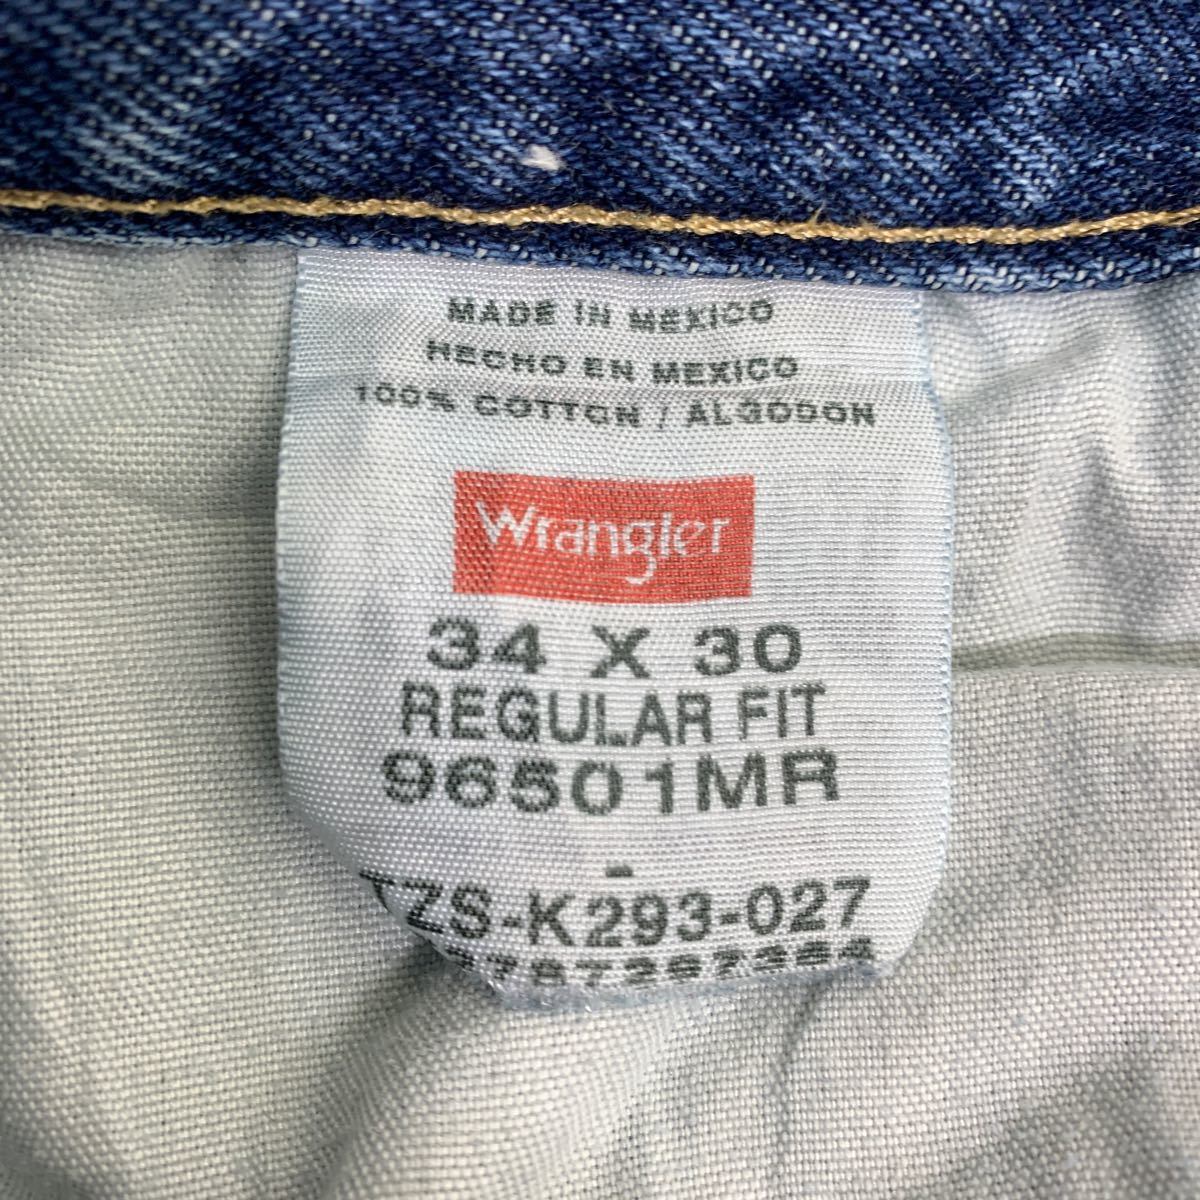 MADE IN MEXICO
HECHO EN MEXICO
100% COTTON / ALGODON
Wrangler
34 X 30
REGULAR FIT
96501MR
-
TZS-K293-027